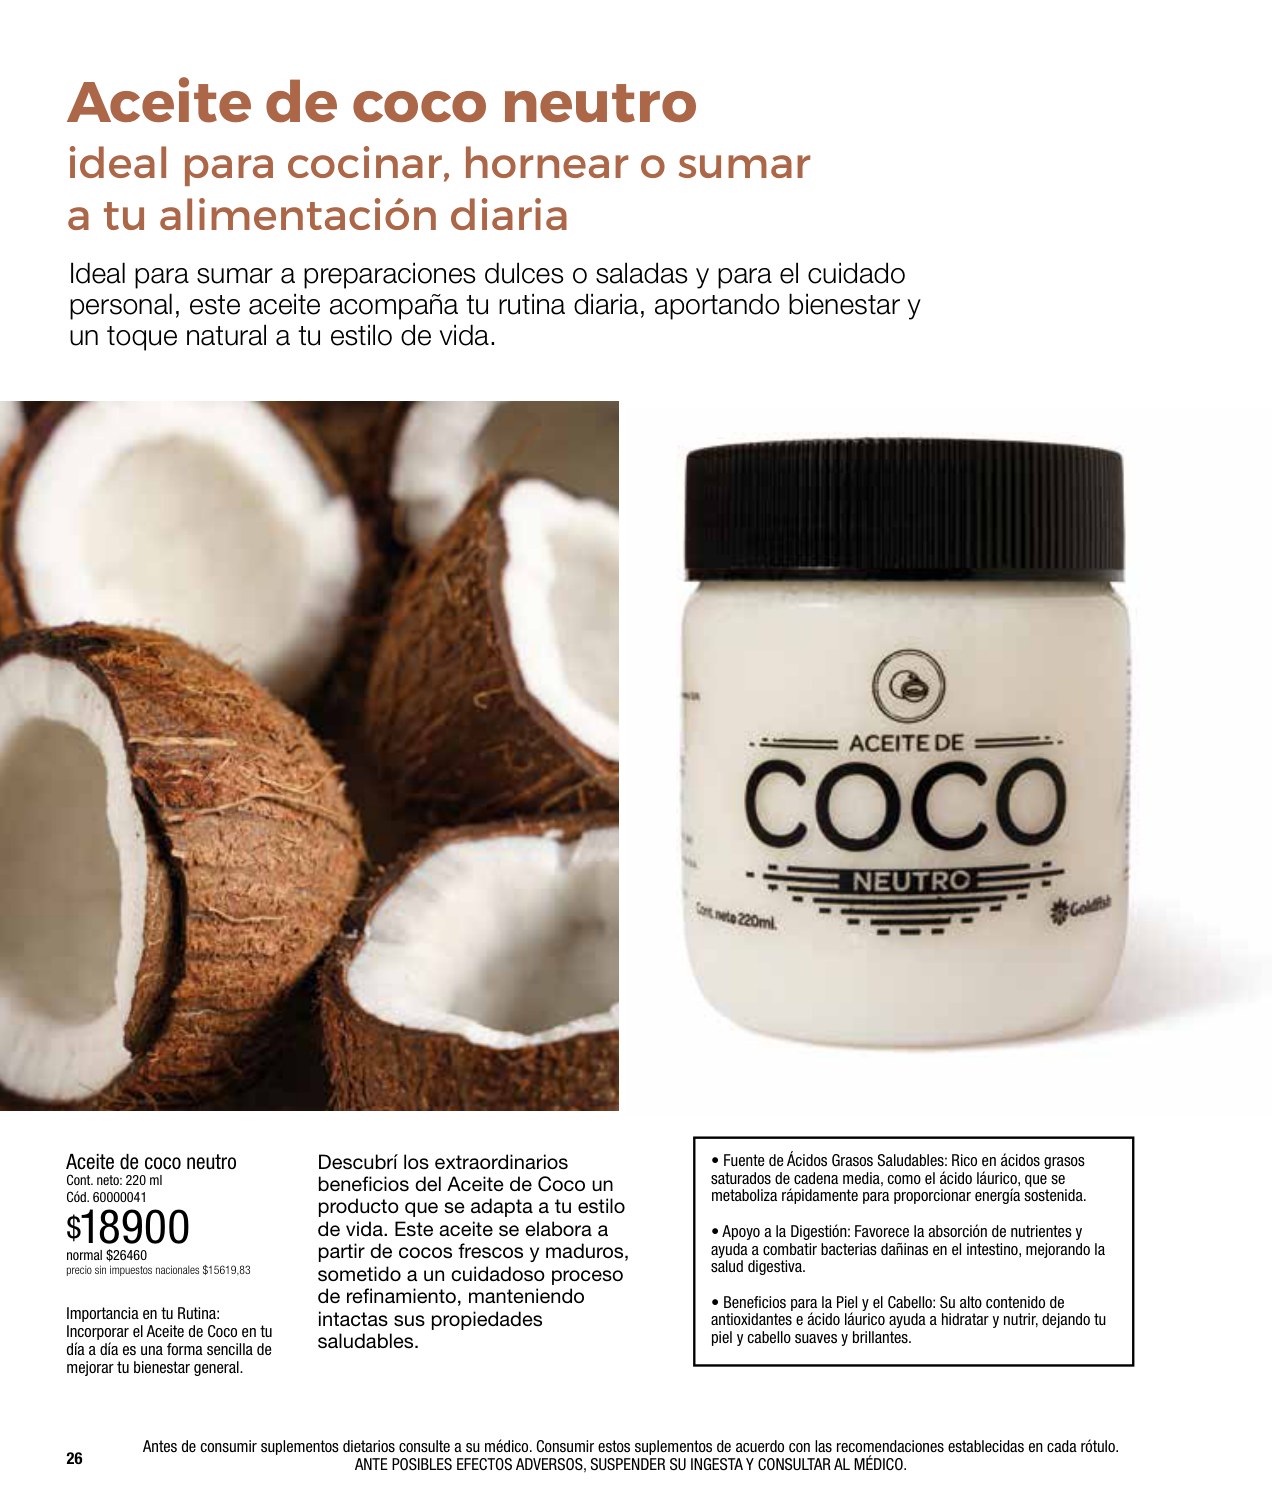 Aceite de coco neutro
ideal para cocinar, hornear o sumar
a tu alimentación diaria
Ideal para sumar a preparaciones dulces o saladas y para el cuidado
personal, este aceite acompaña tu rutina diaria, aportando bienestar y
un toque natural a tu estilo de vida.
ACEITE DE
COCO
NEUTRO
Cont. neto 220ml.
Goldfish
Aceite de coco neutro
Cont. neto: 220 ml
Cód. 60000041
$18900
normal $26460
precio sin impuestos nacionales $15619,83
Importancia en tu Rutina:
Incorporar el Aceite de Coco en tu
día a día es una forma sencilla de
mejorar tu bienestar general.
Descubrí los extraordinarios
beneficios del Aceite de Coco un
producto que se adapta a tu estilo
de vida. Este aceite se elabora a
partir de cocos frescos y maduros,
sometido a un cuidadoso proceso
de refinamiento, manteniendo
intactas sus propiedades
saludables.
• Fuente de Ácidos Grasos Saludables: Rico en ácidos grasos
saturados de cadena media, como el ácido láurico, que se
metaboliza rápidamente para proporcionar energía sostenida.
• Apoyo a la Digestión: Favorece la absorción de nutrientes y
ayuda a combatir bacterias dañinas en el intestino, mejorando la
salud digestiva.
• Beneficios para la Piel y el Cabello: Su alto contenido de
antioxidantes e ácido láurico ayuda a hidratar y nutrir, dejando tu
piel y cabello suaves y brillantes.
26
Antes de consumir suplementos dietarios consulte a su médico. Consumir estos suplementos de acuerdo con las recomendaciones establecidas en cada rótulo.
ANTE POSIBLES EFECTOS ADVERSOS, SUSPENDER SU INGESTA Y CONSULTAR AL MÉDICO.